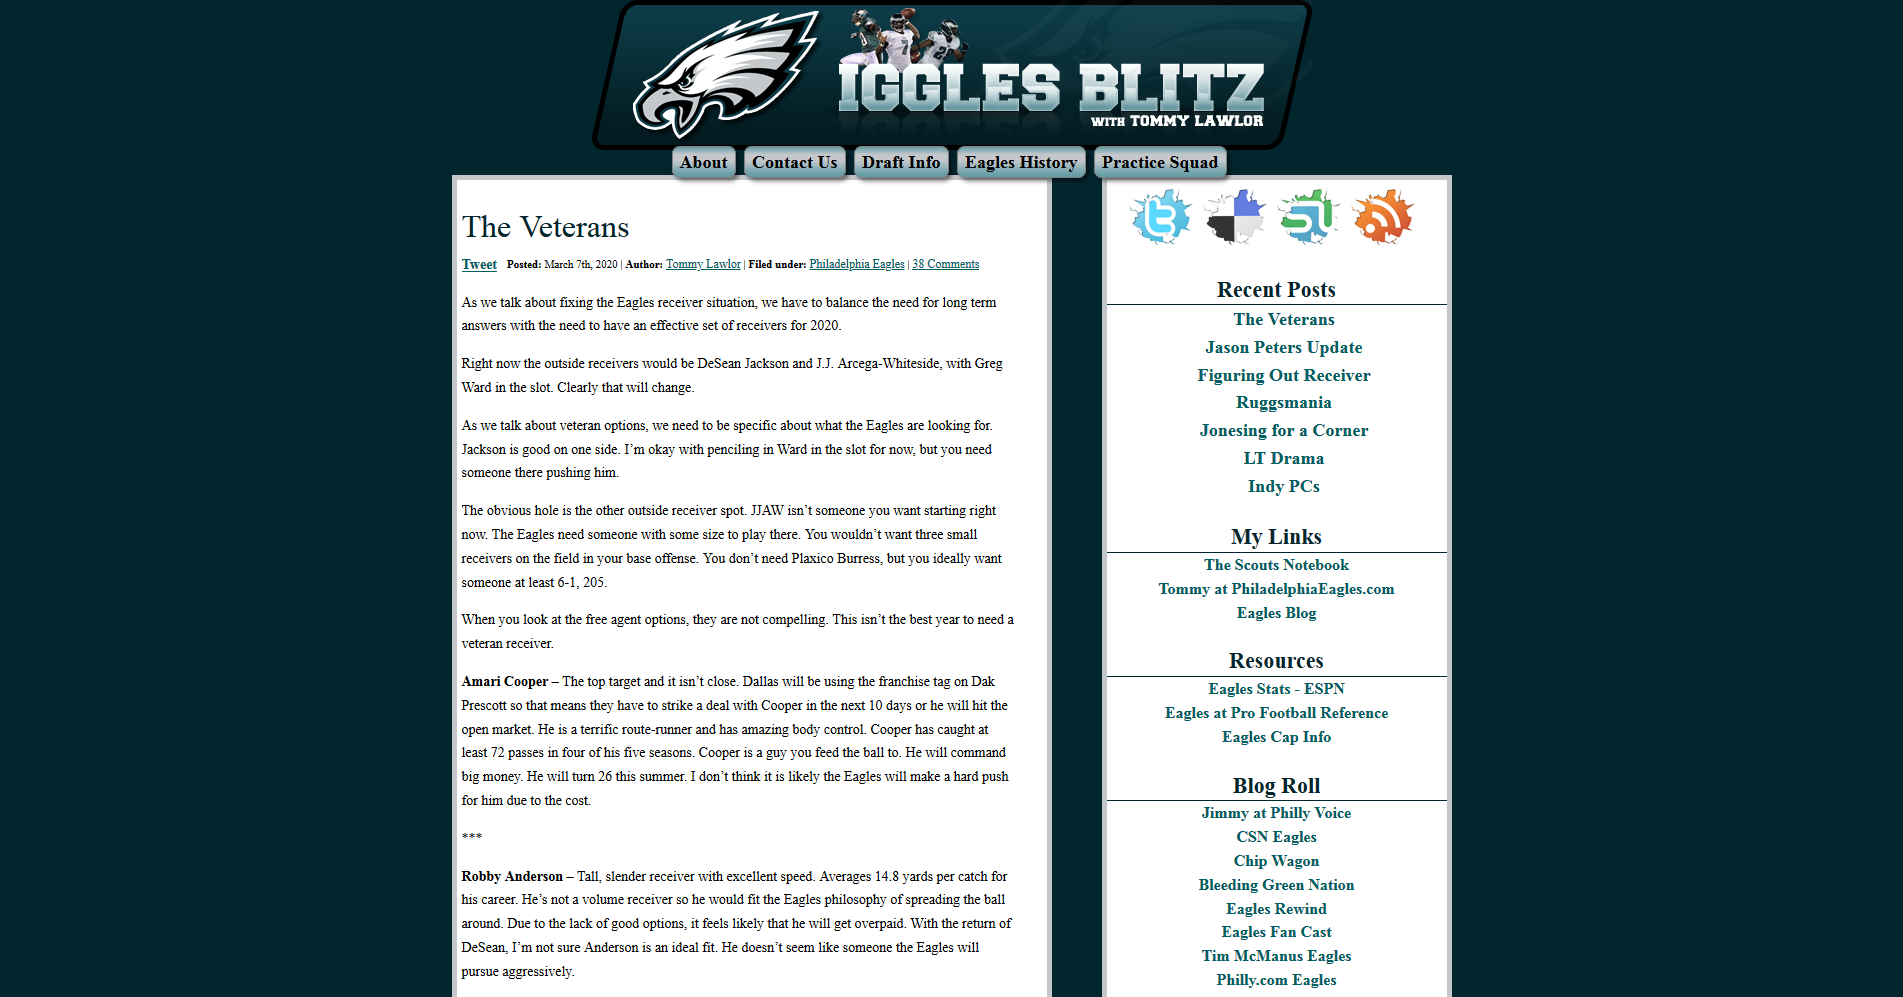 IGGLES BLITZ
WITH TOMMY LAWLOR
About
Contact Us
Draft Info
Eagles History
Practice Squad
The Veterans
Tweet Posted: March 7th, 2020 | Author: Tommy Lawlor | Filed under: Philadelphia Eagles | 38 Comments
As we talk about fixing the Eagles receiver situation, we have to balance the need for long term
answers with the need to have an effective set of receivers for 2020.
Right now the outside receivers would be DeSean Jackson and J.J. Arcega-Whiteside, with Greg
Ward in the slot. Clearly that will change.
As we talk about veteran options, we need to be specific about what the Eagles are looking for.
Jackson is good on one side. I’m okay with penciling in Ward in the slot for now, but you need
someone there pushing him.
The obvious hole is the other outside receiver spot. JJAW isn’t someone you want starting right
now. The Eagles need someone with some size to play there. You wouldn’t want three small
receivers on the field in your base offense. You don’t need Plaxico Burress, but you ideally want
someone at least 6-1, 205.
When you look at the free agent options, they are not compelling. This isn’t the best year to need a
veteran receiver.
Amari Cooper – The top target and it isn’t close. Dallas will be using the franchise tag on Dak
Prescott so that means they have to strike a deal with Cooper in the next 10 days or he will hit the
open market. He is a terrific route-runner and has amazing body control. Cooper has caught at
least 72 passes in four of his five seasons. Cooper is a guy you feed the ball to. He will command
big money. He will turn 26 this summer. I don’t think it is likely the Eagles will make a hard push
for him due to the cost.
***
Robby Anderson – Tall, slender receiver with excellent speed. Averages 14.8 yards per catch for
his career. He’s not a volume receiver so he would fit the Eagles philosophy of spreading the ball
around. Due to the lack of good options, it feels likely that he will get overpaid. With the return of
DeSean, I’m not sure Anderson is an ideal fit. He doesn’t seem like someone the Eagles will
pursue aggressively.
Recent Posts
The Veterans
Jason Peters Update
Figuring Out Receiver
Ruggsmania
Jonesing for a Corner
LT Drama
Indy PCs
My Links
The Scouts Notebook
Tommy at PhiladelphiaEagles.com
Eagles Blog
Resources
Eagles Stats - ESPN
Eagles at Pro Football Reference
Eagles Cap Info
Blog Roll
Jimmy at Philly Voice
CSN Eagles
Chip Wagon
Bleeding Green Nation
Eagles Rewind
Eagles Fan Cast
Tim McManus Eagles
Philly.com Eagles